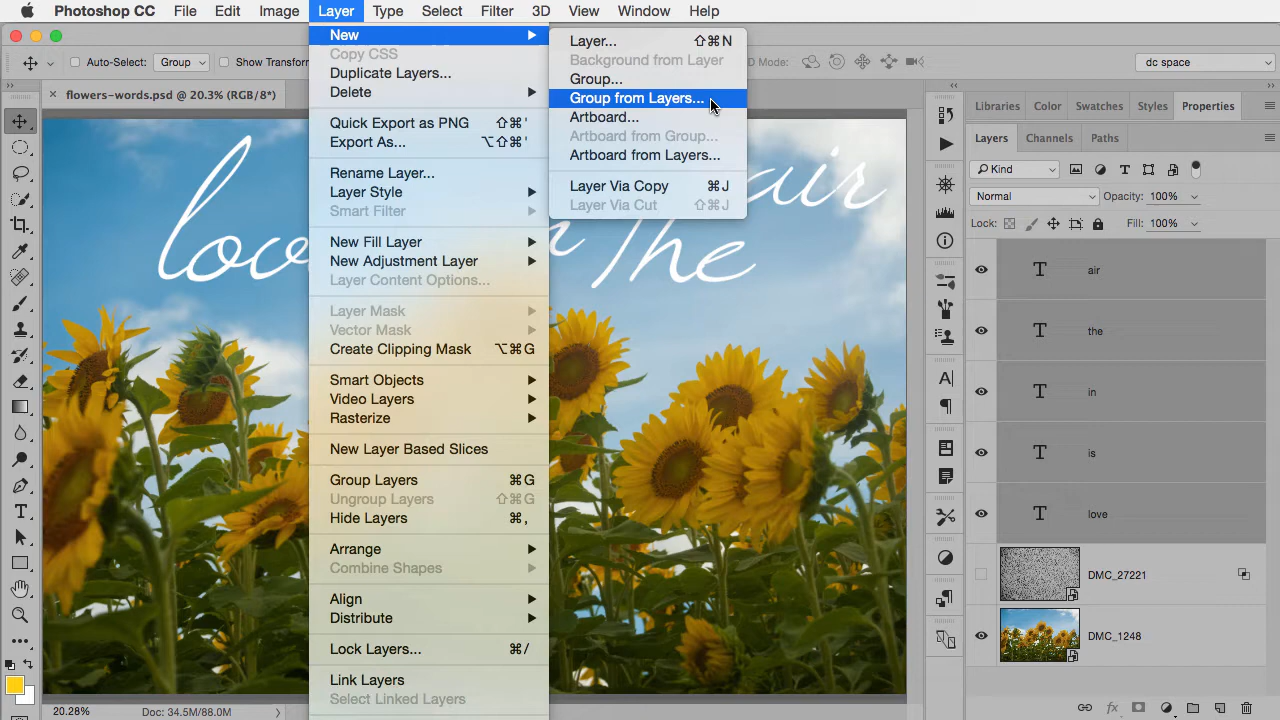 Photoshop CC File Edit Image Layer Type Select Filter 3D View Window Help
Auto-Select: Group Show Transform 3D Mode: dc space
× flowers-words.psd @ 20.3% (RGB/8*)
New
Copy CSS
Duplicate Layers...
Delete
Quick Export as PNG ⇧⌘'
Export As... ⌥⇧⌘'
Rename Layer...
Layer Style
Smart Filter
New Fill Layer
New Adjustment Layer
Layer Content Options...
Layer Mask
Vector Mask
Create Clipping Mask ⌥⌘G
Smart Objects
Video Layers
Rasterize
New Layer Based Slices
Group Layers ⌘G
Ungroup Layers ⇧⌘G
Hide Layers ⌘,
Arrange
Combine Shapes
Align
Distribute
Lock Layers... ⌘/
Link Layers
Select Linked Layers
Layer... ⇧⌘N
Background from Layer
Group...
Group from Layers...
Artboard...
Artboard from Group...
Artboard from Layers...
Layer Via Copy ⌘J
Layer Via Cut ⇧⌘J
air
the
Libraries Color Swatches Styles Properties
Layers Channels Paths
Kind
Normal Opacity: 100%
Lock: Fill: 100%
T air
T the
T in
T is
T love
DMC_27221
DMC_1248
20.28% Doc: 34.5M/88.0M
fx